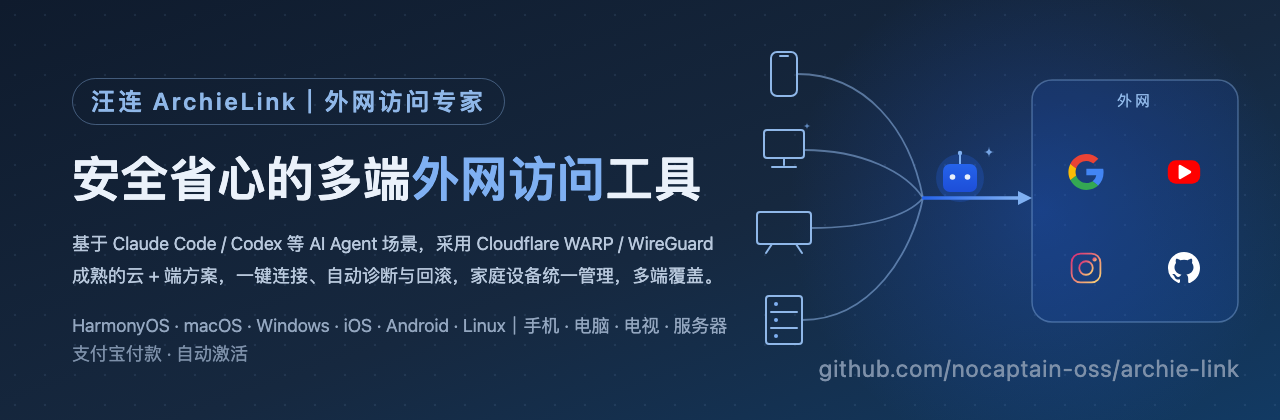 汪连 ArchieLink | 外网访问专家
安全省心的多端外网访问工具
基于 Claude Code / Codex 等 AI Agent 场景，采用 Cloudflare WARP / WireGuard
成熟的云 + 端方案，一键连接、自动诊断与回滚，家庭设备统一管理，多端覆盖。
HarmonyOS · macOS · Windows · iOS · Android · Linux | 手机 · 电脑 · 电视 · 服务器
支付宝付款 · 自动激活
外网
github.com/nocaptain-oss/archie-link